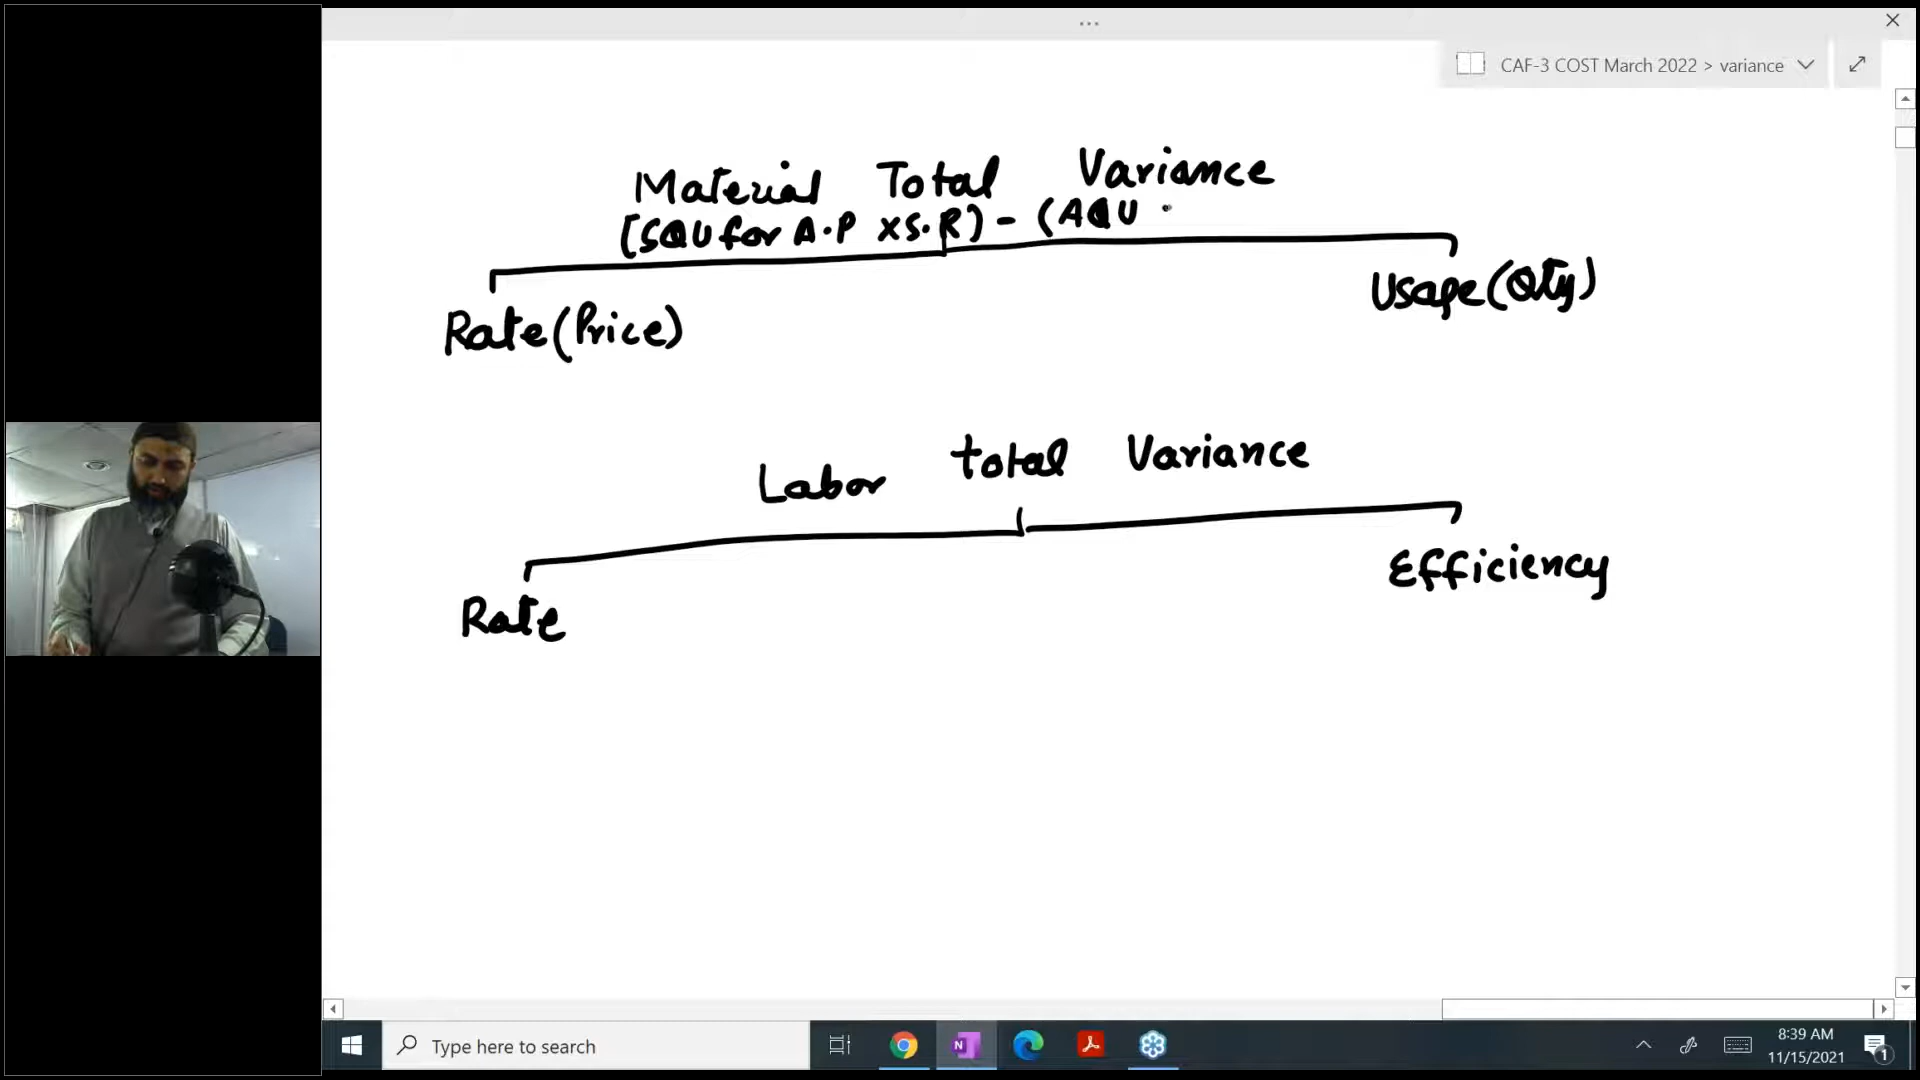 CAF-3 COST March 2022 > variance
Material Total Variance
[SQU for A.P x S.R) - (AQU
Rate (Price)
Usage (Qty)
Labor total Variance
Rate
Efficiency
Type here to search
8:39 AM
11/15/2021
1